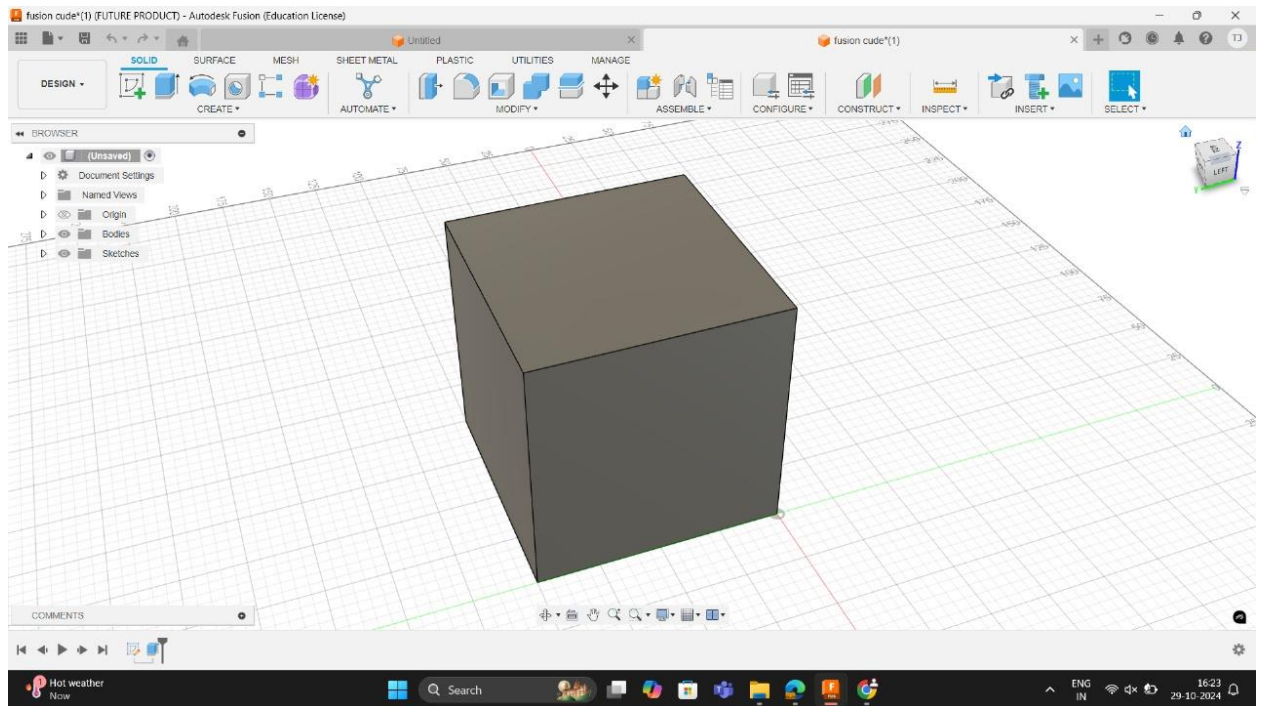 fusion cude*(1) (FUTURE PRODUCT) - Autodesk Fusion (Education License)
Untitled
fusion cude*(1)
TJ
SOLID SURFACE MESH SHEET METAL PLASTIC UTILITIES MANAGE
DESIGN
CREATE AUTOMATE MODIFY ASSEMBLE CONFIGURE CONSTRUCT INSPECT INSERT SELECT
BROWSER
(Unsaved)
Document Settings
Named Views
Origin
Bodies
Sketches
Z
LEFT
Y
COMMENTS
Hot weather
Now
Search
ENG
IN
16:23
29-10-2024